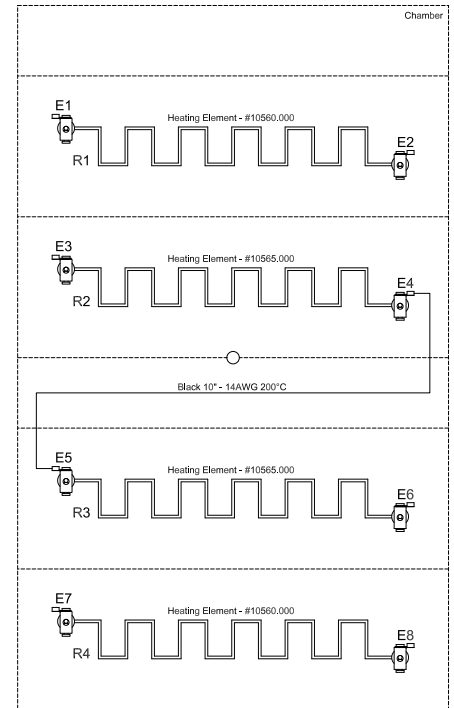 Chamber
E1
Heating Element - #10560.000
E2
R1
E3
Heating Element - #10565.000
E4
R2
Black 10" - 14AWG 200°C
E5
Heating Element - #10565.000
E6
R3
E7
Heating Element - #10560.000
E8
R4